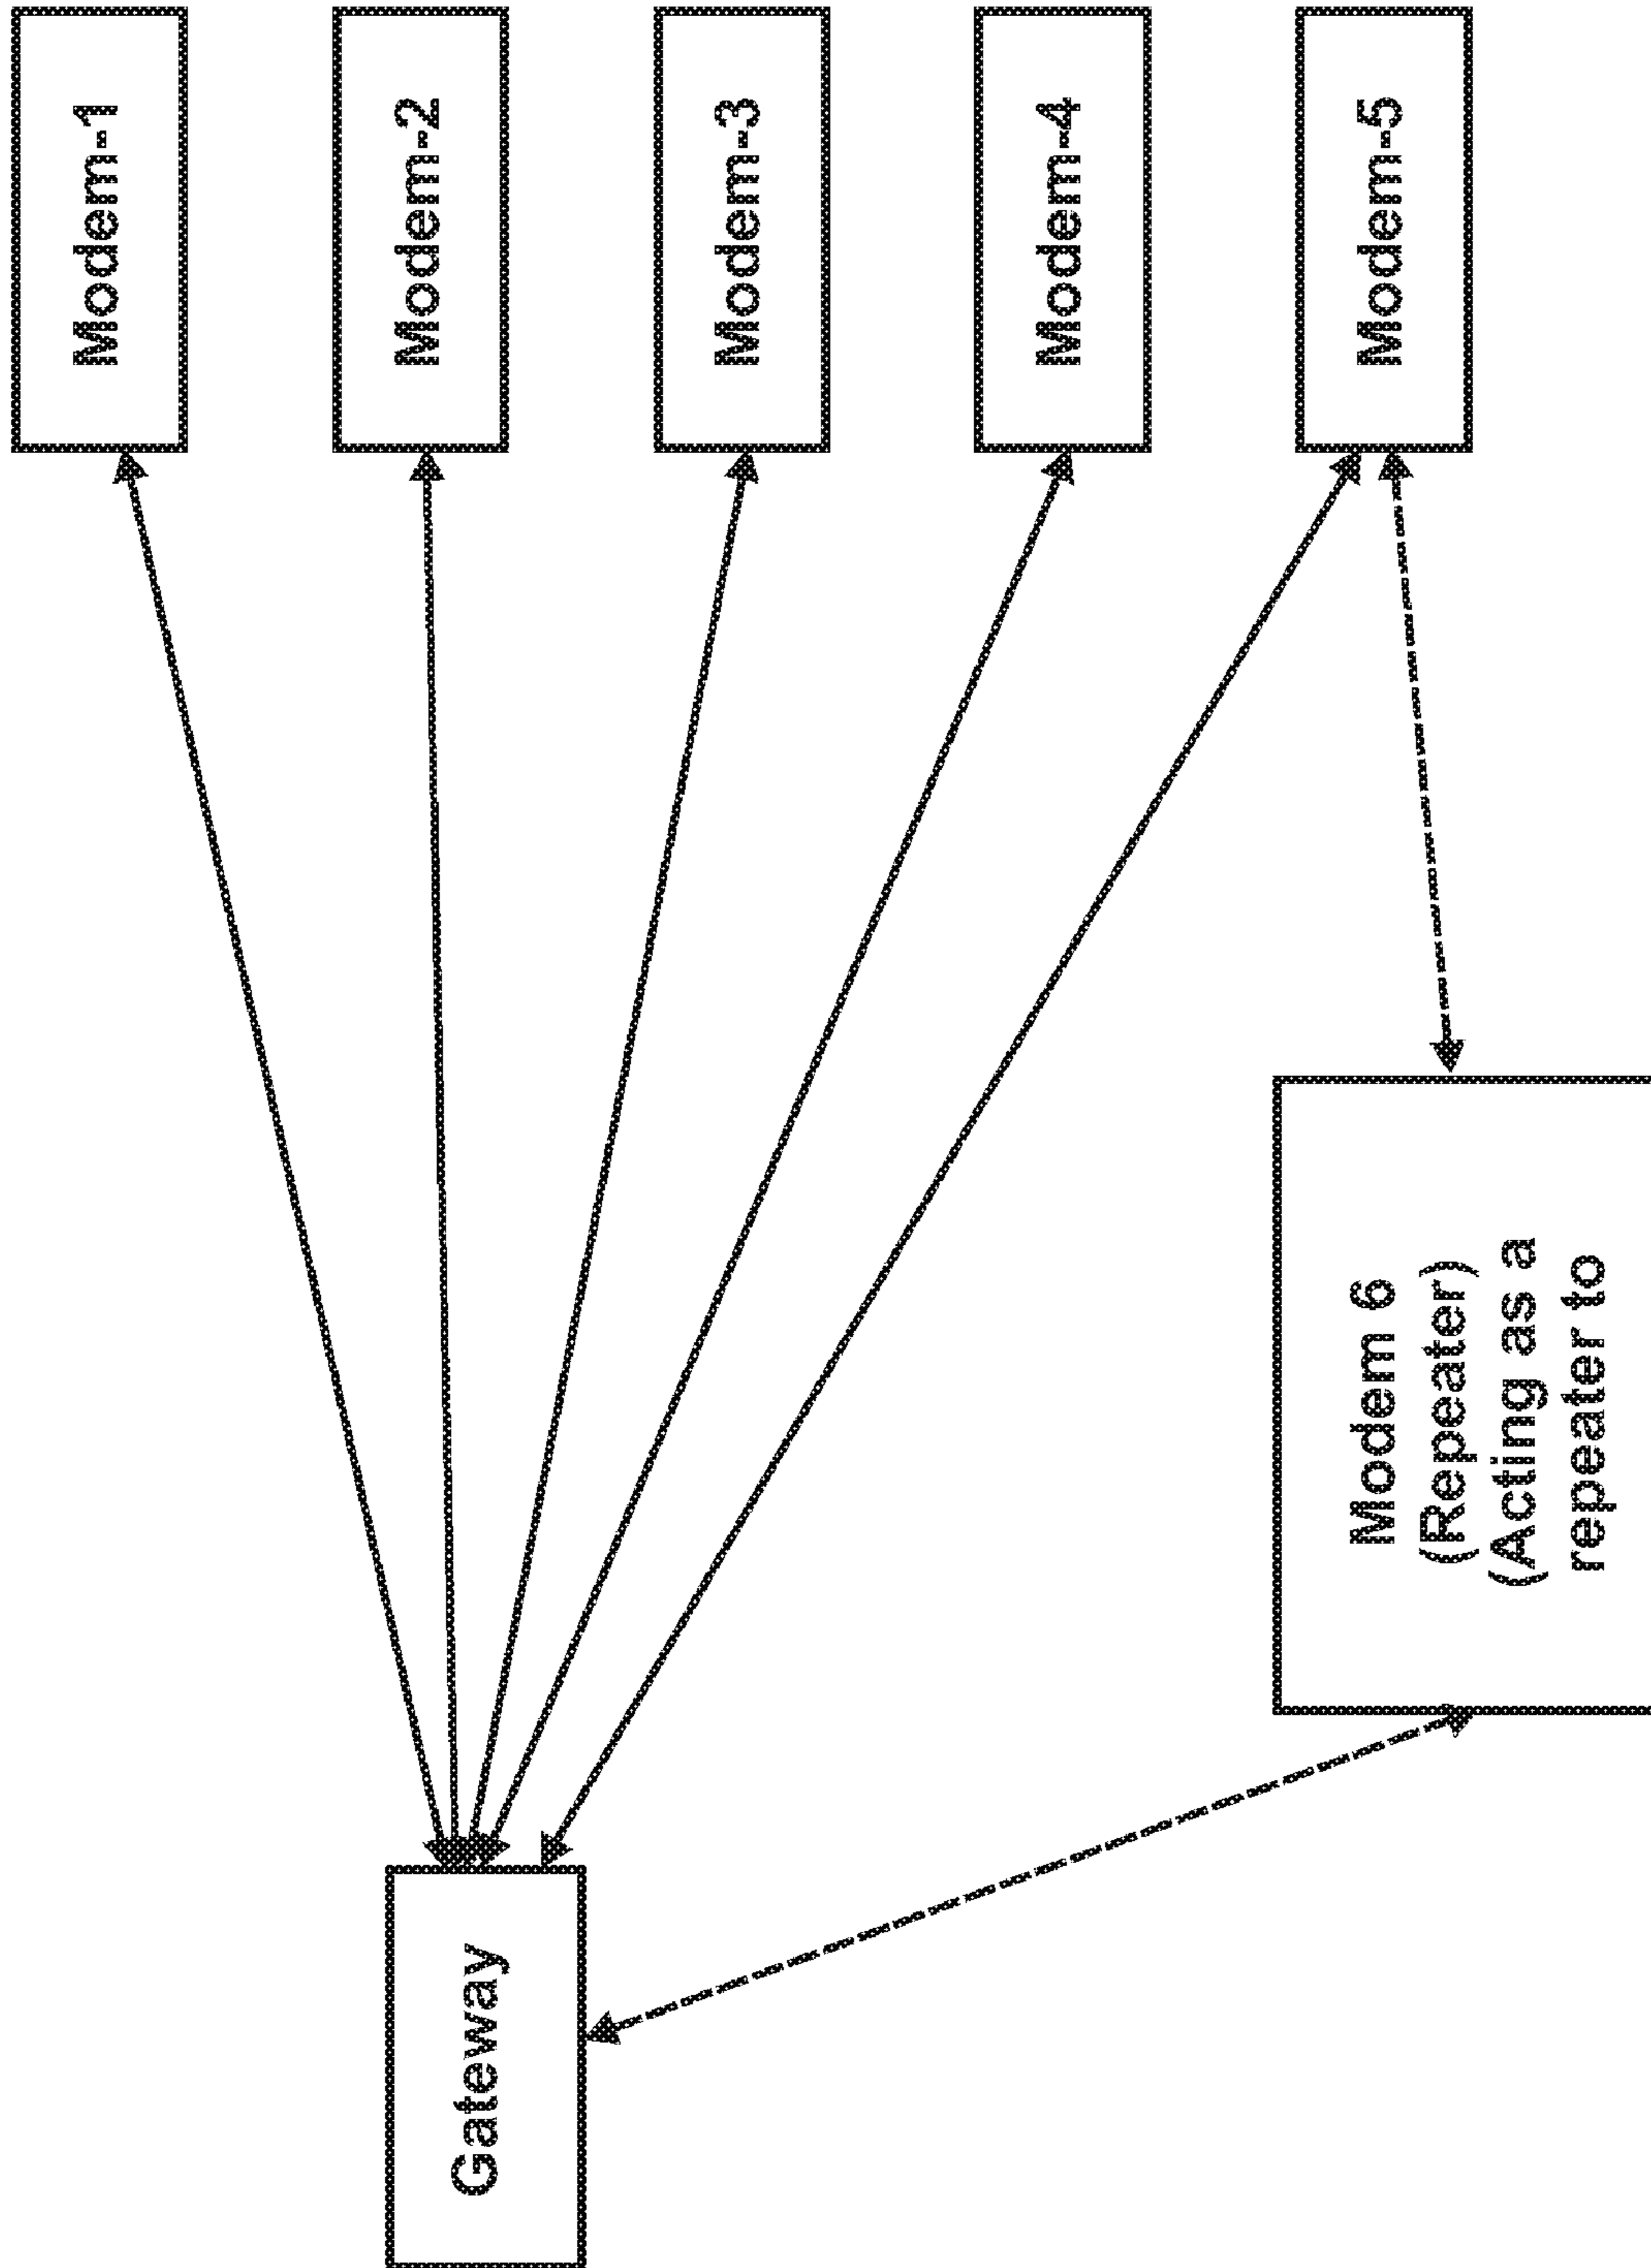 Modem-1
Modem-2
Modem-3
Modem-4
Modem-5
Modem 6
(Repeater)
(Acting as a
repeater to
Gateway